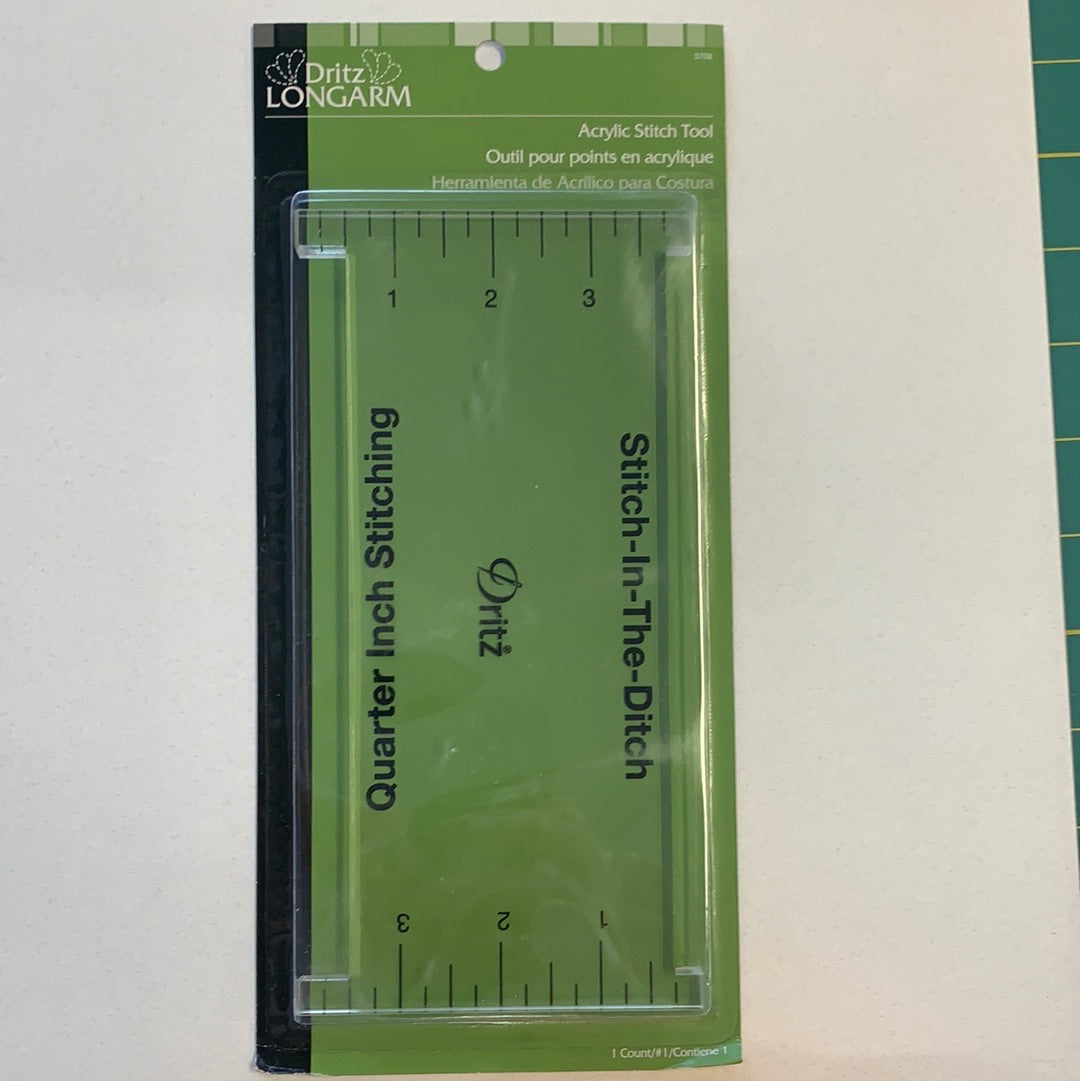 Dritz
LONGARM
3708
Acrylic Stitch Tool
Outil pour points en acrylique
Herramienta de Acrílico para Costura
1 2 3
Quarter Inch Stitching
Dritz®
Stitch-In-The-Ditch
3 2 1
1 Count/#1/Contiene 1